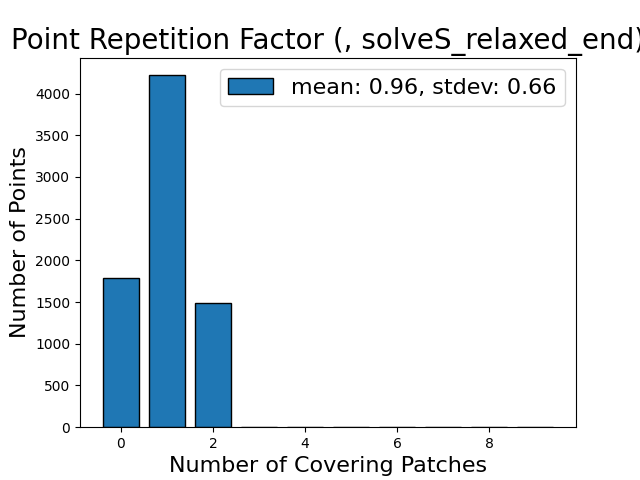 Point Repetition Factor (, solveS_relaxed_end)
mean: 0.96, stdev: 0.66
Number of Points
4000
3500
3000
2500
2000
1500
1000
500
0
0 2 4 6 8
Number of Covering Patches